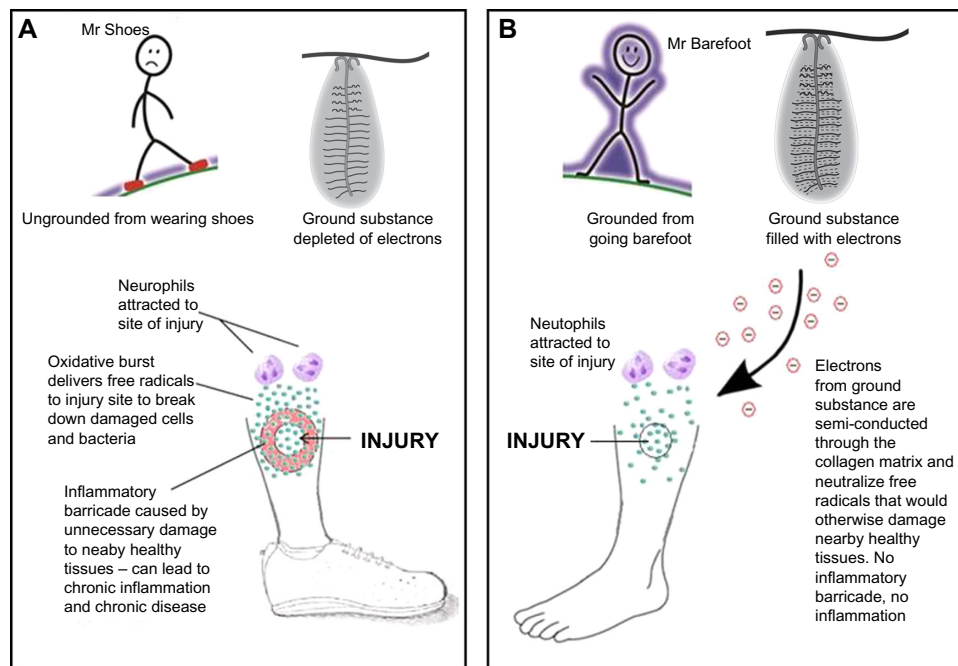 A
Mr Shoes
Ungrounded from wearing shoes
Ground substance
depleted of electrons
Neurophils
attracted to
site of injury
Oxidative burst
delivers free radicals
to injury site to break
down damaged cells
and bacteria
INJURY
Inflammatory
barricade caused by
unnecessary damage
to neaby healthy
tissues – can lead to
chronic inflammation
and chronic disease
B
Mr Barefoot
Grounded from
going barefoot
Ground substance
filled with electrons
Neutophils
attracted to
site of injury
INJURY
Electrons
from ground
substance are
semi-conducted
through the
collagen matrix and
neutralize free
radicals that would
otherwise damage
nearby healthy
tissues. No
inflammatory
barricade, no
inflammation